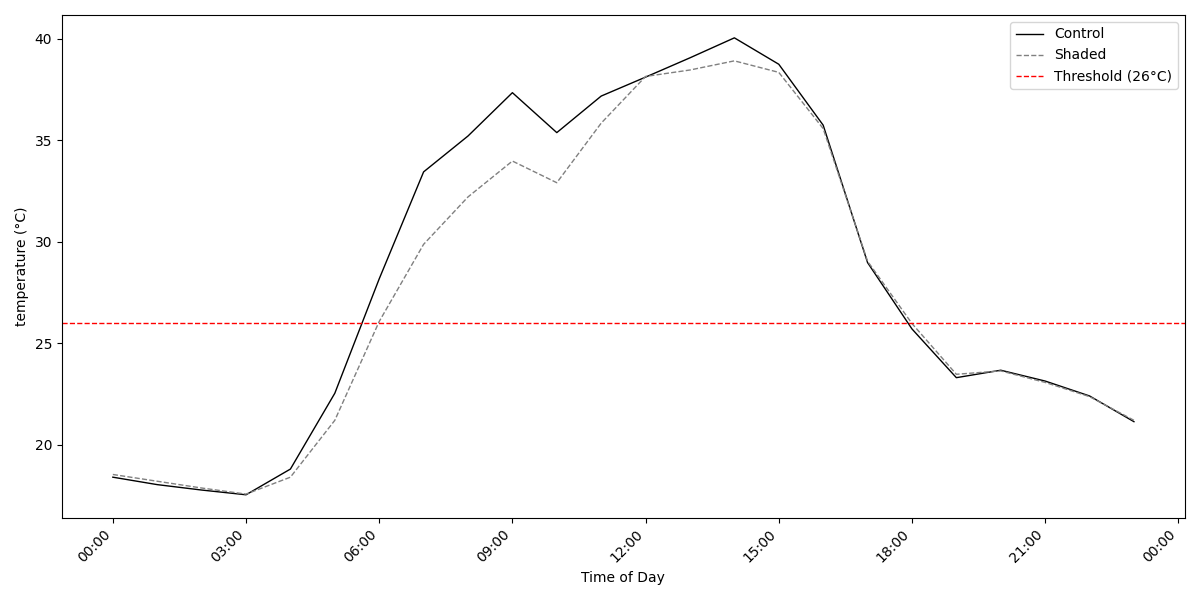 Control
Shaded
Threshold (26°C)
temperature (°C)
40
35
30
25
20
00:00 03:00 06:00 09:00 12:00 15:00 18:00 21:00 00:00
Time of Day